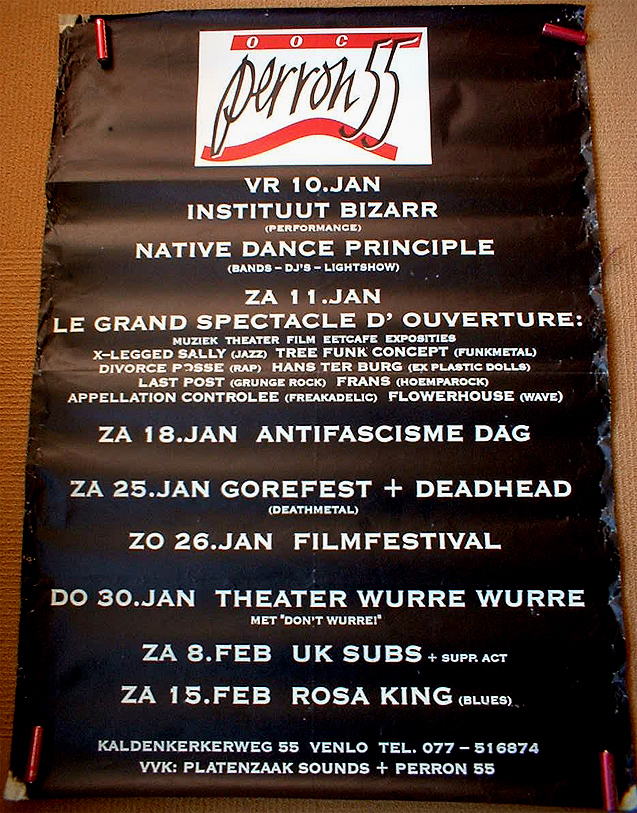 OOC
perron 55
VR 10.JAN
INSTITUUT BIZARR
(PERFORMANCE)
NATIVE DANCE PRINCIPLE
(BANDS – DJ'S – LIGHTSHOW)
ZA 11.JAN
LE GRAND SPECTACLE D' OUVERTURE:
MUZIEK THEATER FILM EETCAFE EXPOSITIES
X–LEGGED SALLY (JAZZ) TREE FUNK CONCEPT (FUNKMETAL)
DIVORCE POSSE (RAP) HANS TER BURG (EX PLASTIC DOLLS)
LAST POST (GRUNGE ROCK) FRANS (HOEMPAROCK)
APPELLATION CONTROLEE (FREAKADELIC) FLOWERHOUSE (WAVE)
ZA 18.JAN ANTIFASCISME DAG
ZA 25.JAN GOREFEST + DEADHEAD
(DEATHMETAL)
ZO 26.JAN FILMFESTIVAL
DO 30.JAN THEATER WURRE WURRE
MET "DON'T WURRE!"
ZA 8.FEB UK SUBS + SUPP. ACT
ZA 15.FEB ROSA KING (BLUES)
KALDENKERKERWEG 55 VENLO TEL. 077 – 516874
VVK: PLATENZAAK SOUNDS + PERRON 55